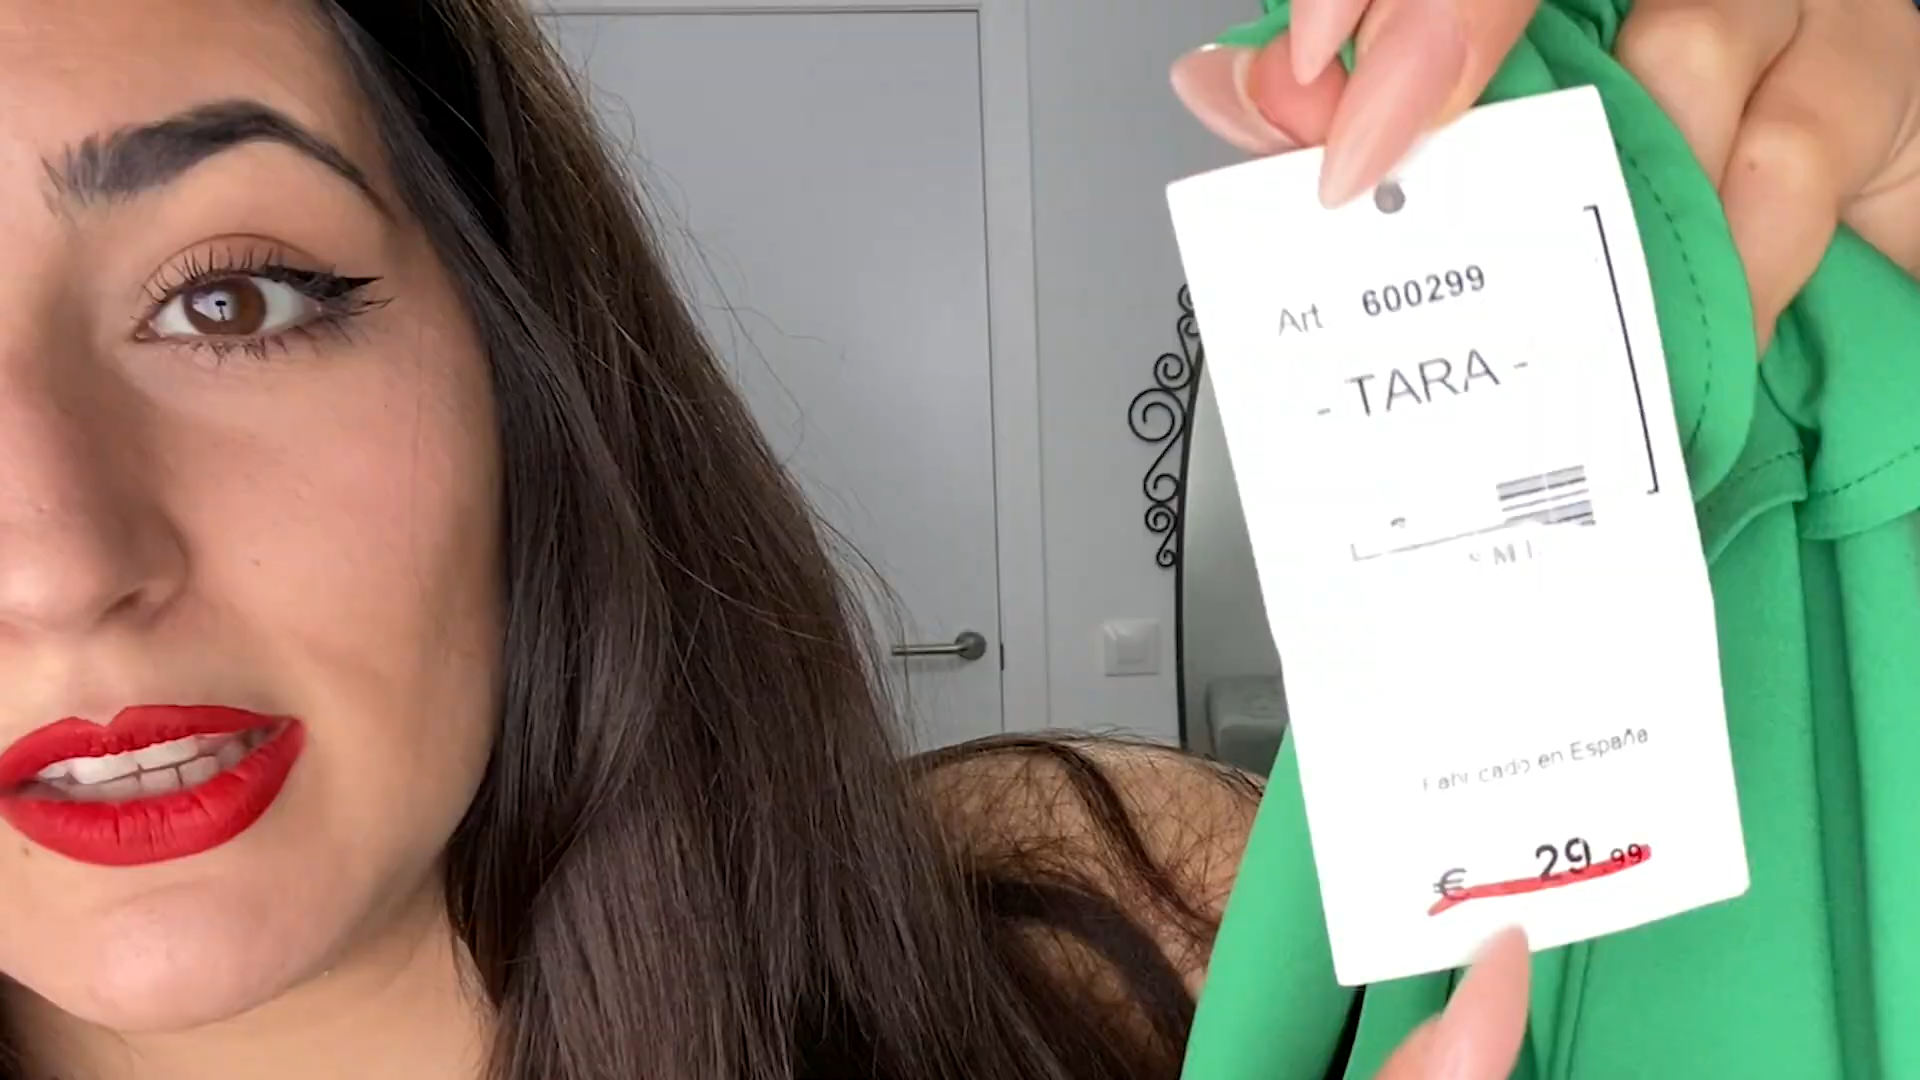 Art 600299
- TARA -
S M L
Fabricado en España
€ 29.99